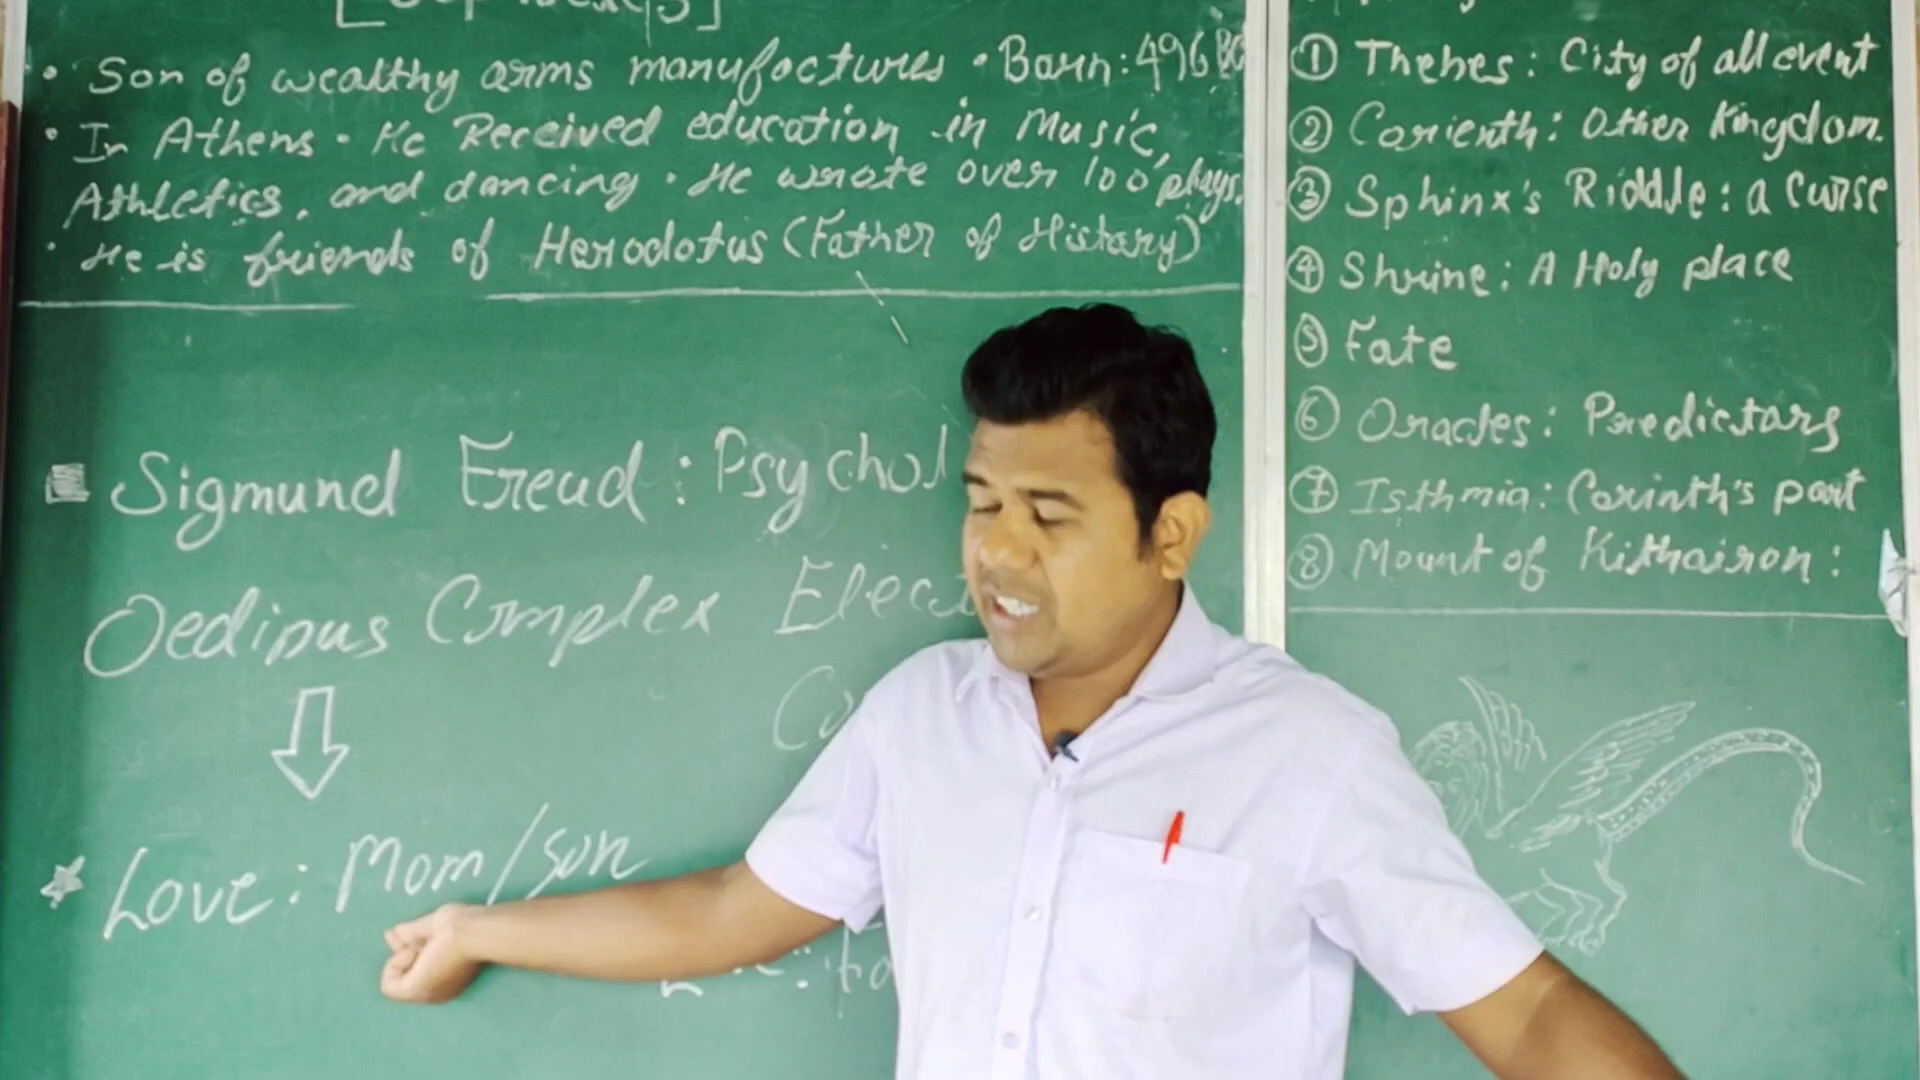 • Son of wealthy arms manufactures • Born: 496 BC
• In Athens • He Received education in Music,
Athletics, and dancing • He wrote over 100 plays.
• He is friends of Herodotus (Father of History)
Sigmund Freud: Psychol
Oedipus Complex Elec
Love: Mom/son
① Thebes: City of all event
② Corienth: Other Kingdom.
③ Sphinx's Riddle: a curse
④ Shrine: A Holy place
⑤ Fate
⑥ Oracles: Predictors
⑦ Isthmia: Corinth's part
⑧ Mount of Kithairon: